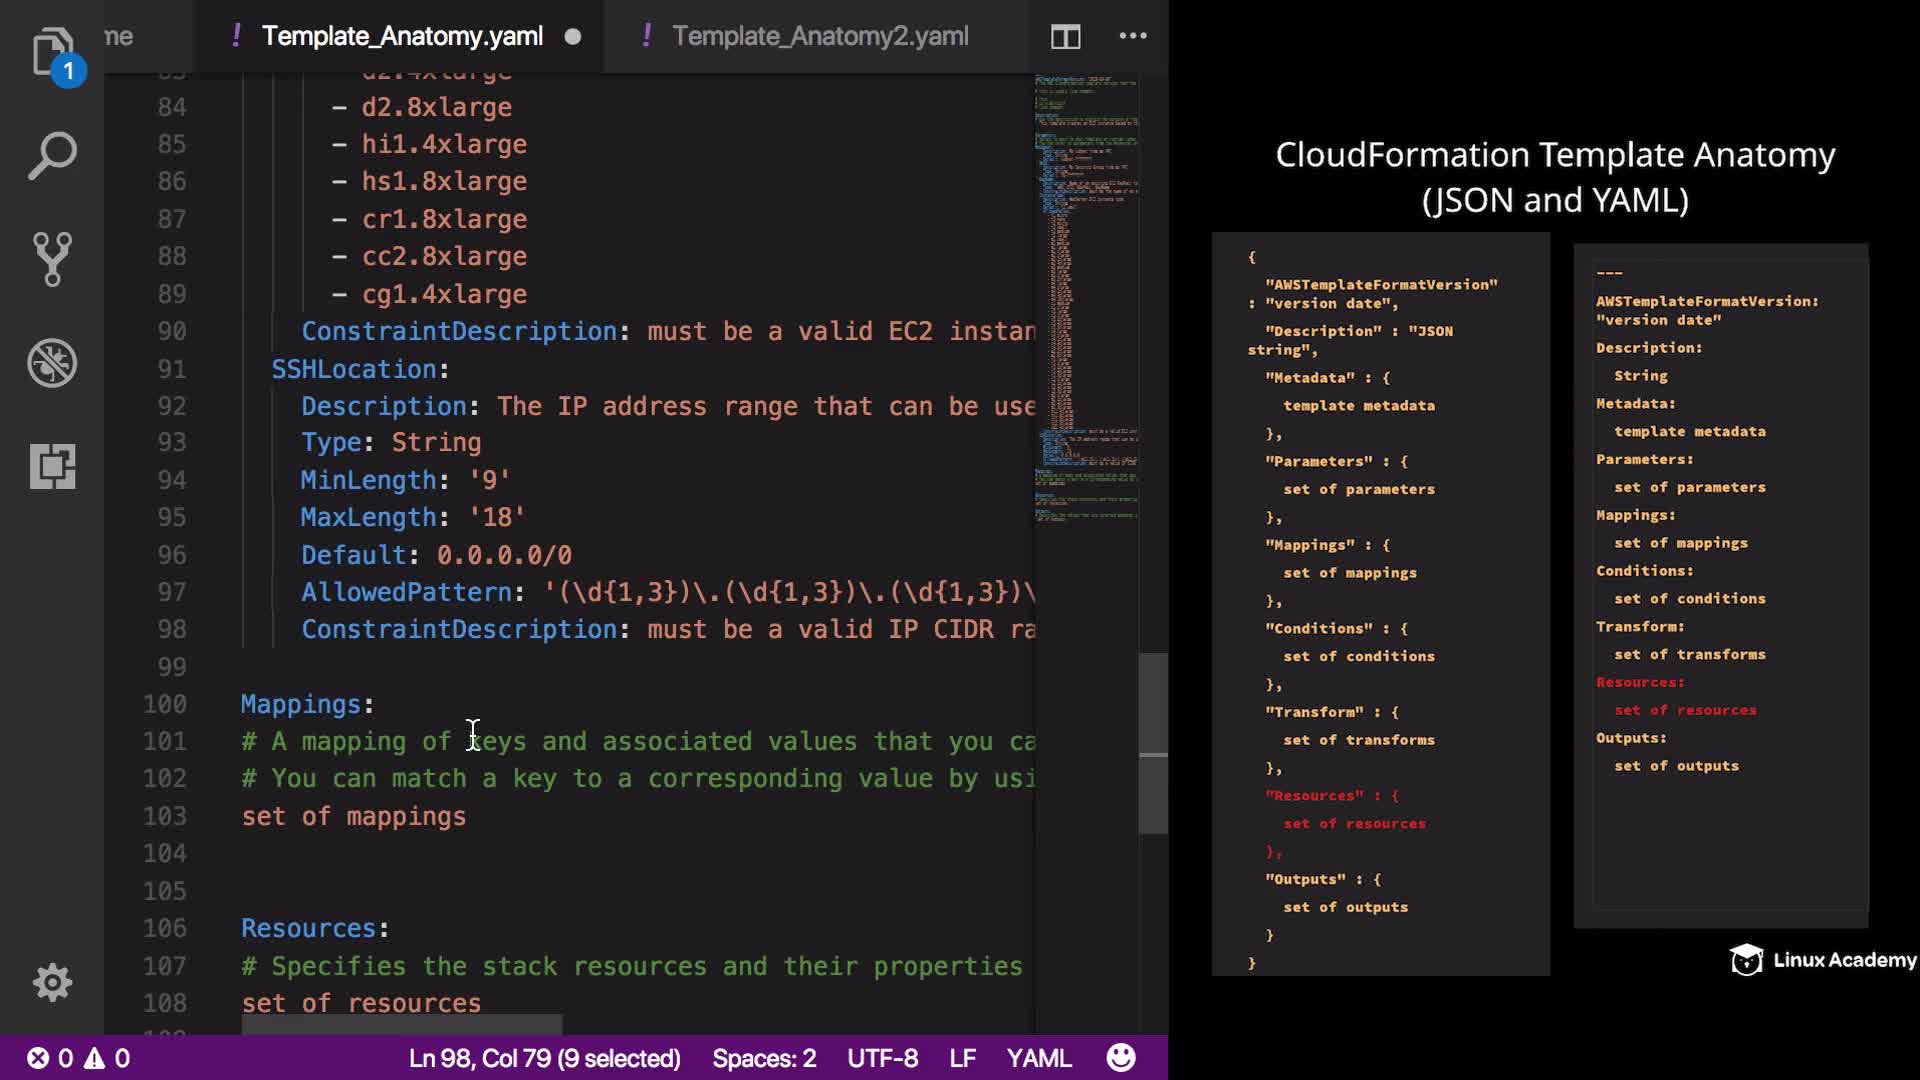 me
! Template_Anatomy.yaml
! Template_Anatomy2.yaml
1
84 - d2.8xlarge
85 - hi1.4xlarge
86 - hs1.8xlarge
87 - cr1.8xlarge
88 - cc2.8xlarge
89 - cg1.4xlarge
90 ConstraintDescription: must be a valid EC2 instan
91 SSHLocation:
92 Description: The IP address range that can be use
93 Type: String
94 MinLength: '9'
95 MaxLength: '18'
96 Default: 0.0.0.0/0
97 AllowedPattern: '(\d{1,3})\.(\d{1,3})\.(\d{1,3})\
98 ConstraintDescription: must be a valid IP CIDR ra
99
100 Mappings:
101 # A mapping of keys and associated values that you ca
102 # You can match a key to a corresponding value by usi
103 set of mappings
104
105
106 Resources:
107 # Specifies the stack resources and their properties
108 set of resources
0 0 Ln 98, Col 79 (9 selected) Spaces: 2 UTF-8 LF YAML
CloudFormation Template Anatomy
(JSON and YAML)
{
"AWSTemplateFormatVersion"
: "version date",
"Description" : "JSON
string",
"Metadata" : {
template metadata
},
"Parameters" : {
set of parameters
},
"Mappings" : {
set of mappings
},
"Conditions" : {
set of conditions
},
"Transform" : {
set of transforms
},
"Resources" : {
set of resources
},
"Outputs" : {
set of outputs
}
}
---
AWSTemplateFormatVersion:
"version date"
Description:
String
Metadata:
template metadata
Parameters:
set of parameters
Mappings:
set of mappings
Conditions:
set of conditions
Transform:
set of transforms
Resources:
set of resources
Outputs:
set of outputs
Linux Academy